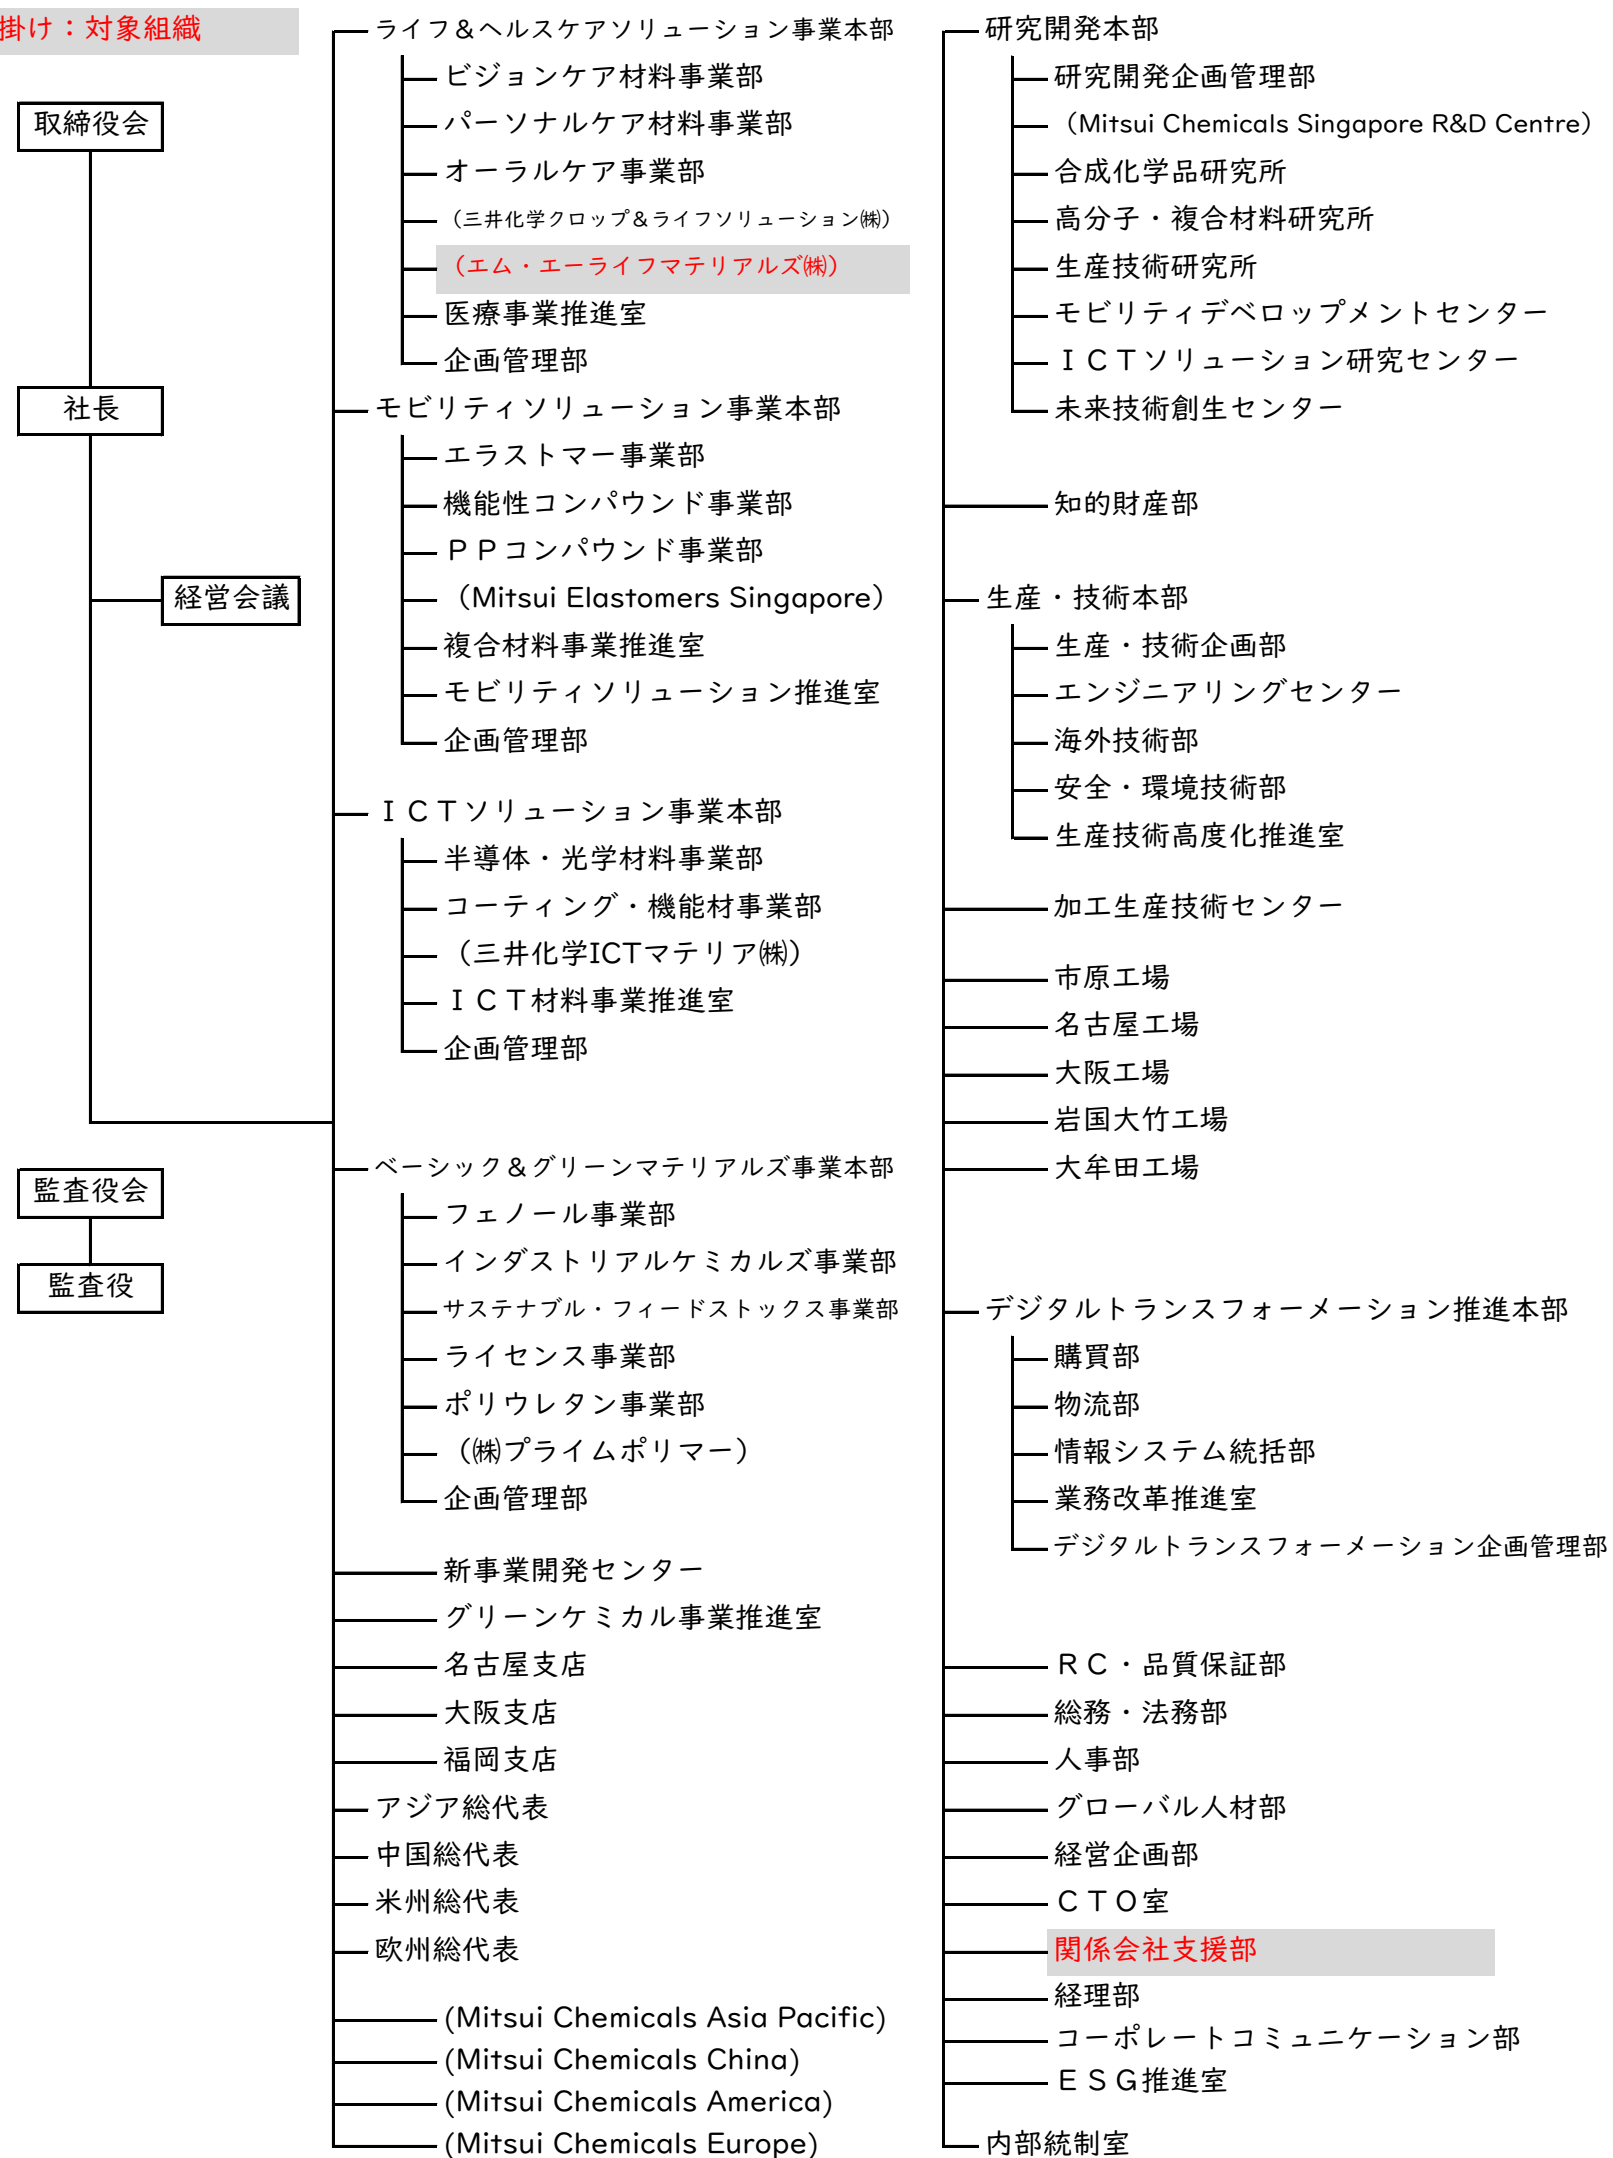 掛け：対象組織
取締役会
社長
経営会議
監査役会
監査役
ライフ＆ヘルスケアソリューション事業本部
ビジョンケア材料事業部
パーソナルケア材料事業部
オーラルケア事業部
（三井化学クロップ＆ライフソリューション㈱）
（エム・エーライフマテリアルズ㈱）
医療事業推進室
企画管理部
モビリティソリューション事業本部
エラストマー事業部
機能性コンパウンド事業部
ＰＰコンパウンド事業部
（Mitsui Elastomers Singapore）
複合材料事業推進室
モビリティソリューション推進室
企画管理部
ＩＣＴソリューション事業本部
半導体・光学材料事業部
コーティング・機能材事業部
（三井化学ICTマテリア㈱）
ＩＣＴ材料事業推進室
企画管理部
ベーシック＆グリーンマテリアルズ事業本部
フェノール事業部
インダストリアルケミカルズ事業部
サステナブル・フィードストックス事業部
ライセンス事業部
ポリウレタン事業部
（㈱プライムポリマー）
企画管理部
新事業開発センター
グリーンケミカル事業推進室
名古屋支店
大阪支店
福岡支店
アジア総代表
中国総代表
米州総代表
欧州総代表
(Mitsui Chemicals Asia Pacific)
(Mitsui Chemicals China)
(Mitsui Chemicals America)
(Mitsui Chemicals Europe)
研究開発本部
研究開発企画管理部
（Mitsui Chemicals Singapore R&D Centre）
合成化学品研究所
高分子・複合材料研究所
生産技術研究所
モビリティデベロップメントセンター
ＩＣＴソリューション研究センター
未来技術創生センター
知的財産部
生産・技術本部
生産・技術企画部
エンジニアリングセンター
海外技術部
安全・環境技術部
生産技術高度化推進室
加工生産技術センター
市原工場
名古屋工場
大阪工場
岩国大竹工場
大牟田工場
デジタルトランスフォーメーション推進本部
購買部
物流部
情報システム統括部
業務改革推進室
デジタルトランスフォーメーション企画管理部
ＲＣ・品質保証部
総務・法務部
人事部
グローバル人材部
経営企画部
ＣＴＯ室
関係会社支援部
経理部
コーポレートコミュニケーション部
ＥＳＧ推進室
内部統制室